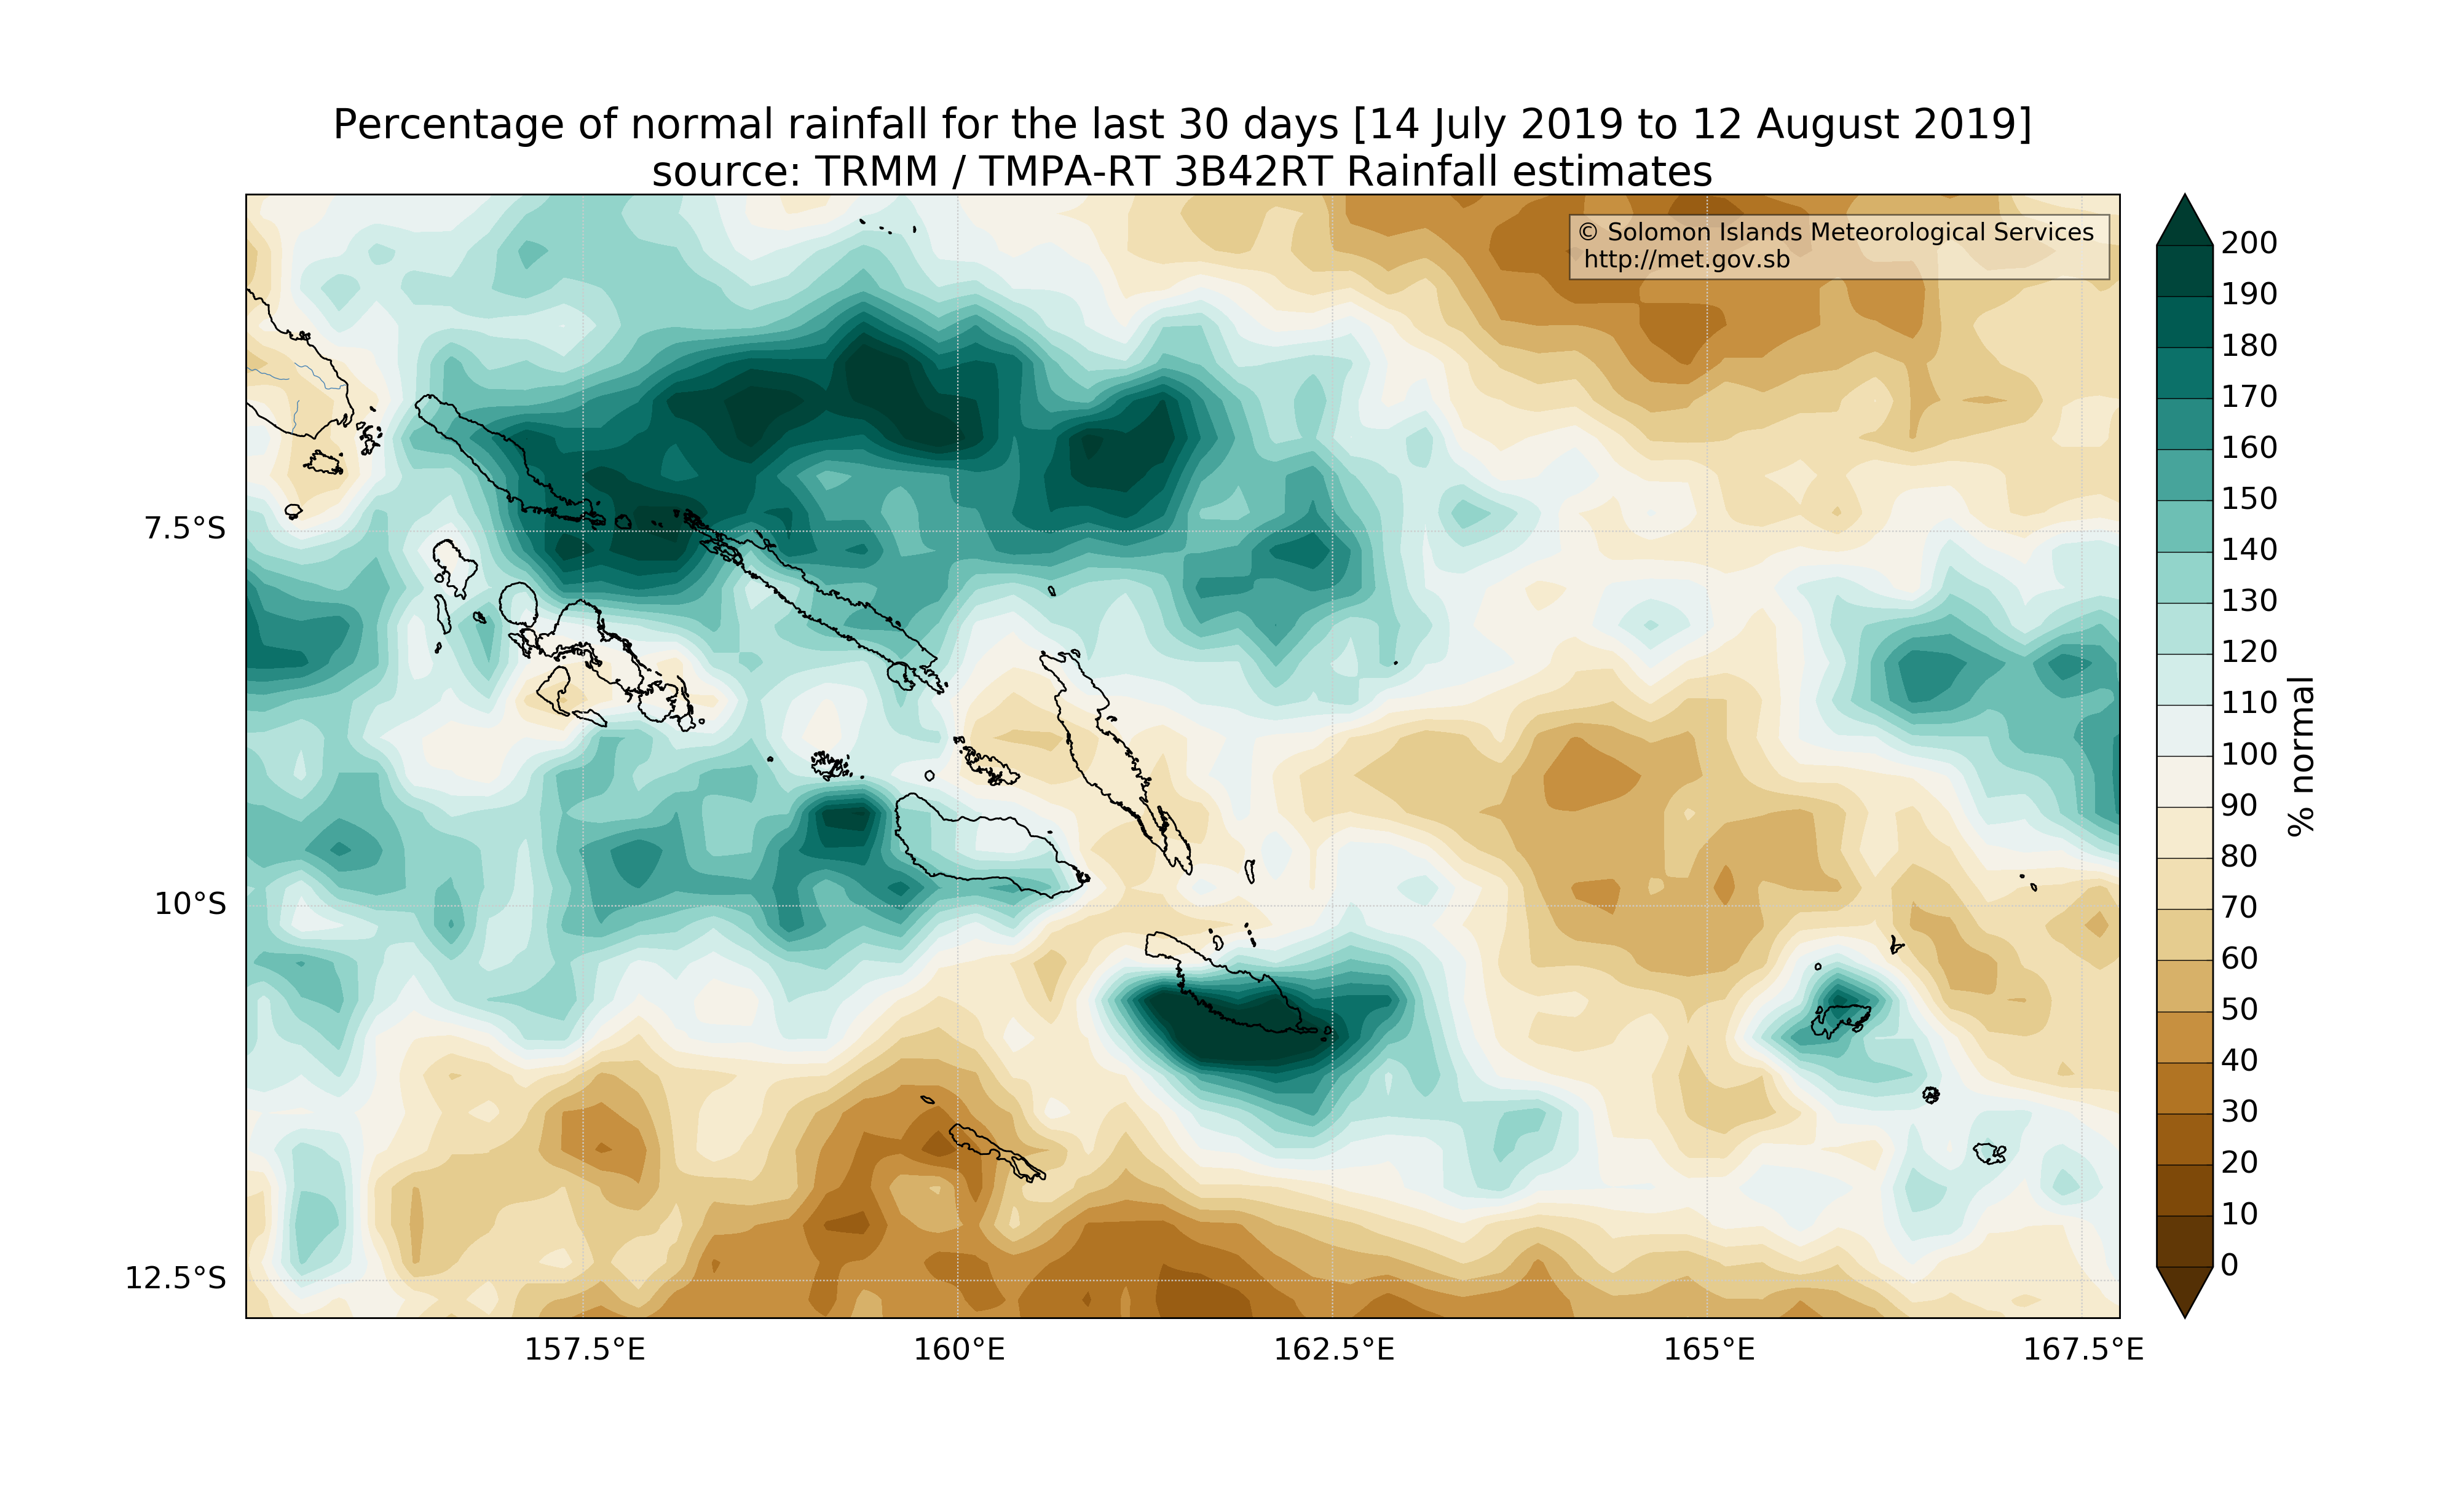 Percentage of normal rainfall for the last 30 days [14 July 2019 to 12 August 2019]
source: TRMM / TMPA-RT 3B42RT Rainfall estimates
© Solomon Islands Meteorological Services
http://met.gov.sb
7.5°S
10°S
12.5°S
157.5°E
160°E
162.5°E
165°E
167.5°E
200
190
180
170
160
150
140
130
120
110
100
90
80
70
60
50
40
30
20
10
0
% normal